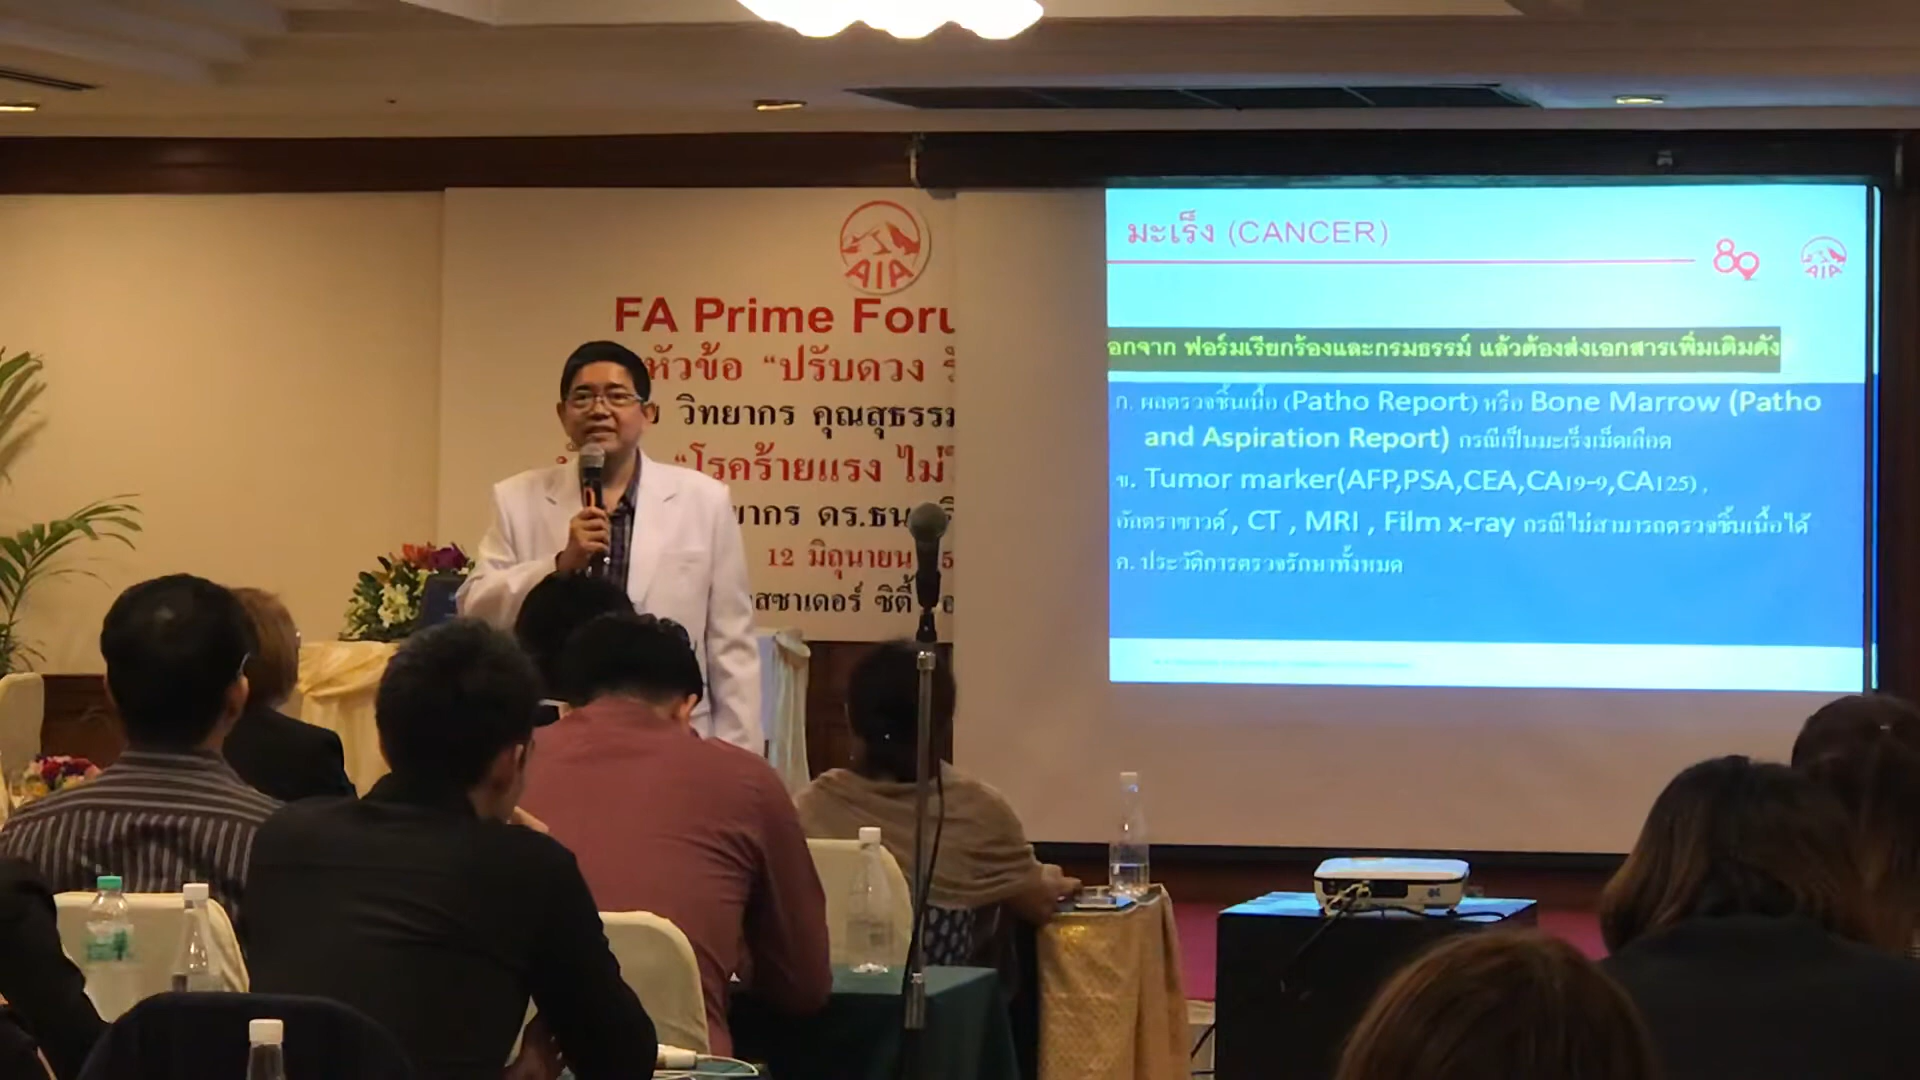 AIA
FA Prime Foru
หัวข้อ "ปรับดวง
วิทยากร คุณสุธรรม
"โรคร้ายแรง ไม่
ยากร ดร.ธน
12 มิถุนายน
สซาเดอร์ ซิตี้
มะเร็ง (CANCER)
80
AIA
อกจาก ฟอร์มเรียกร้องและกรมธรรม์ แล้วต้องส่งเอกสารเพิ่มเติมดัง
ก. ผลตรวจชิ้นเนื้อ (Patho Report) หรือ Bone Marrow (Patho
and Aspiration Report) กรณีเป็นมะเร็งเม็ดเลือด
ข. Tumor marker(AFP,PSA,CEA,CA19-9,CA125) ,
อัลตราซาวด์ , CT , MRI , Film x-ray กรณีไม่สามารถตรวจชิ้นเนื้อได้
ค. ประวัติการตรวจรักษาทั้งหมด